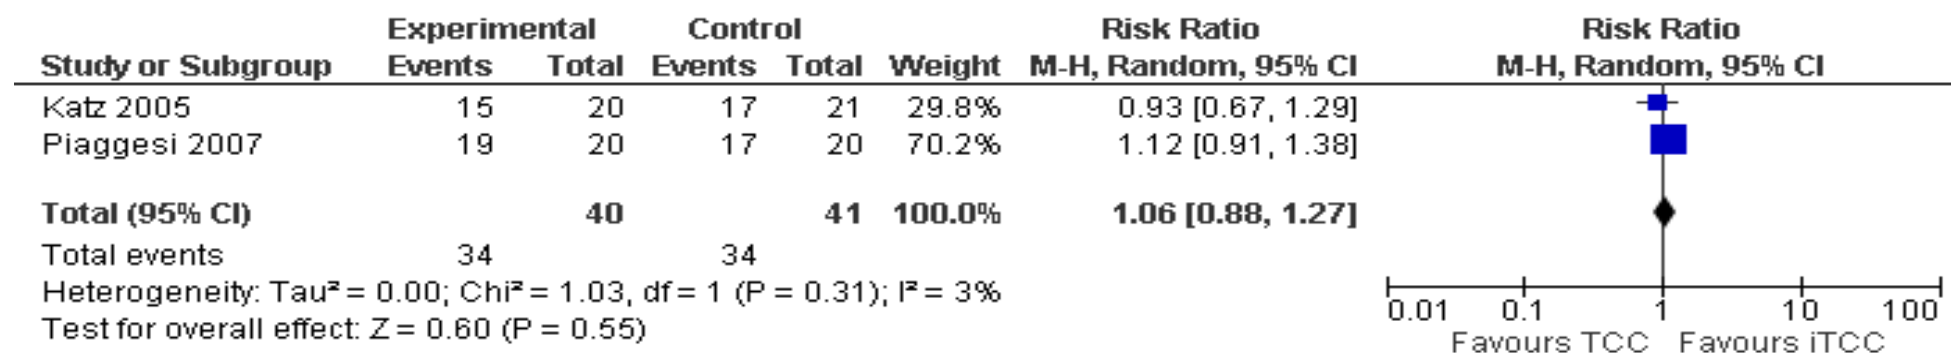 Experimental Control Risk Ratio Risk Ratio
Study or Subgroup Events Total Events Total Weight M-H, Random, 95% CI M-H, Random, 95% CI
Katz 2005 15 20 17 21 29.8% 0.93 [0.67, 1.29]
Piaggesi 2007 19 20 17 20 70.2% 1.12 [0.91, 1.38]
Total (95% CI) 40 41 100.0% 1.06 [0.88, 1.27]
Total events 34 34
Heterogeneity: Tau² = 0.00; Chi² = 1.03, df = 1 (P = 0.31); I² = 3%
Test for overall effect: Z = 0.60 (P = 0.55)
0.01 0.1 1 10 100
Favours TCC Favours iTCC